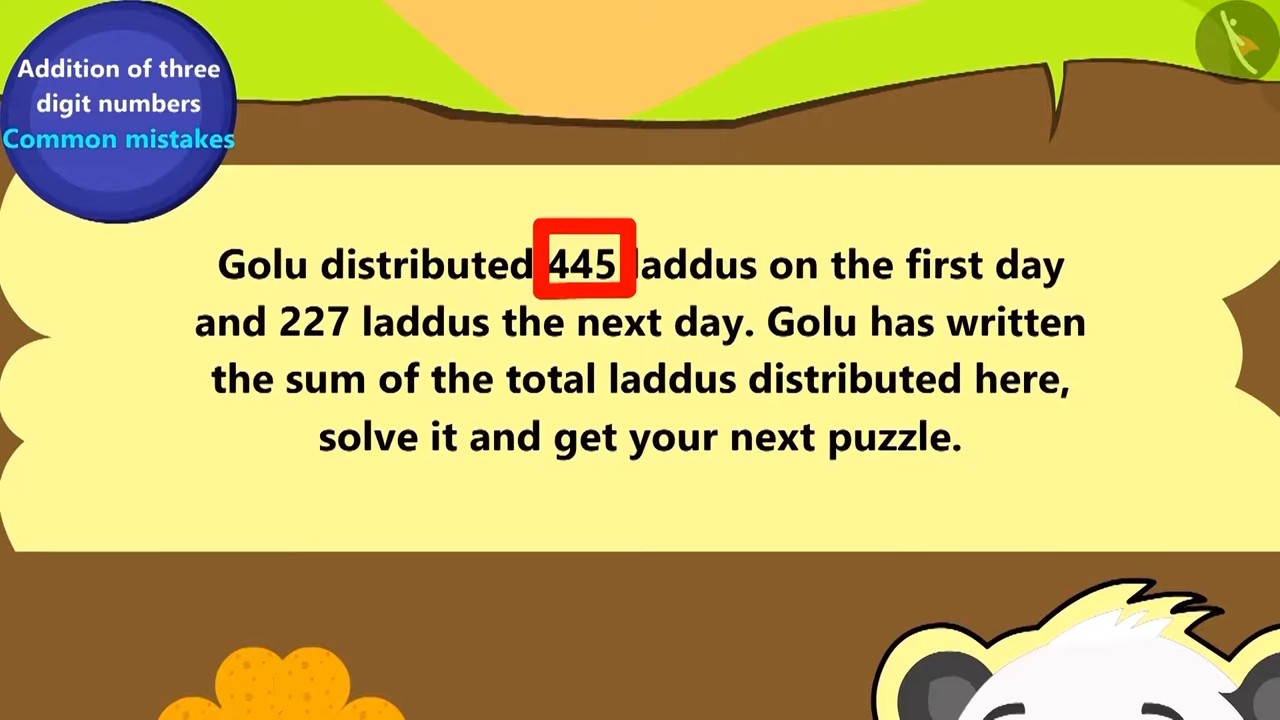 Addition of three
digit numbers
Common mistakes
Golu distributed 445 laddus on the first day
and 227 laddus the next day. Golu has written
the sum of the total laddus distributed here,
solve it and get your next puzzle.